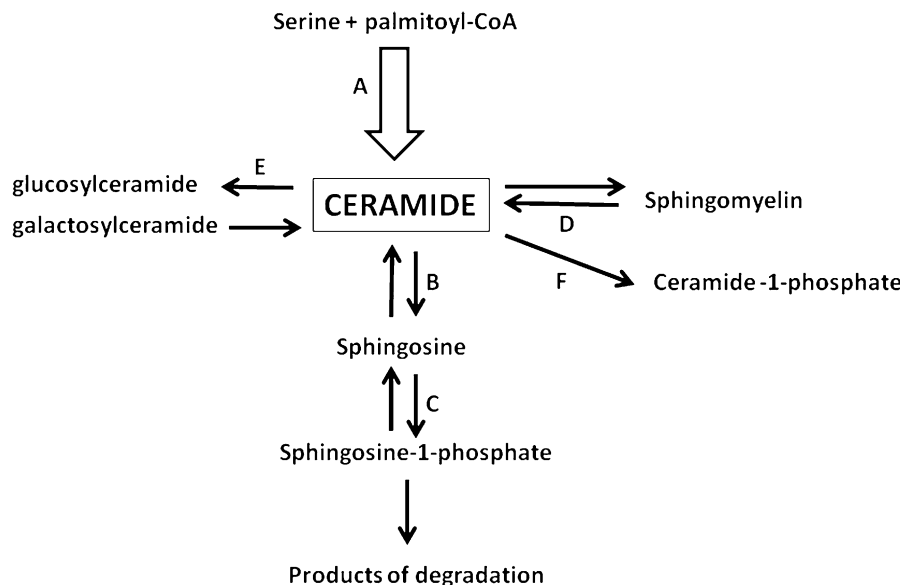 Serine + palmitoyl-CoA
A
E
glucosylceramide
CERAMIDE
Sphingomyelin
galactosylceramide
D
B
F
Ceramide-1-phosphate
Sphingosine
C
Sphingosine-1-phosphate
Products of degradation